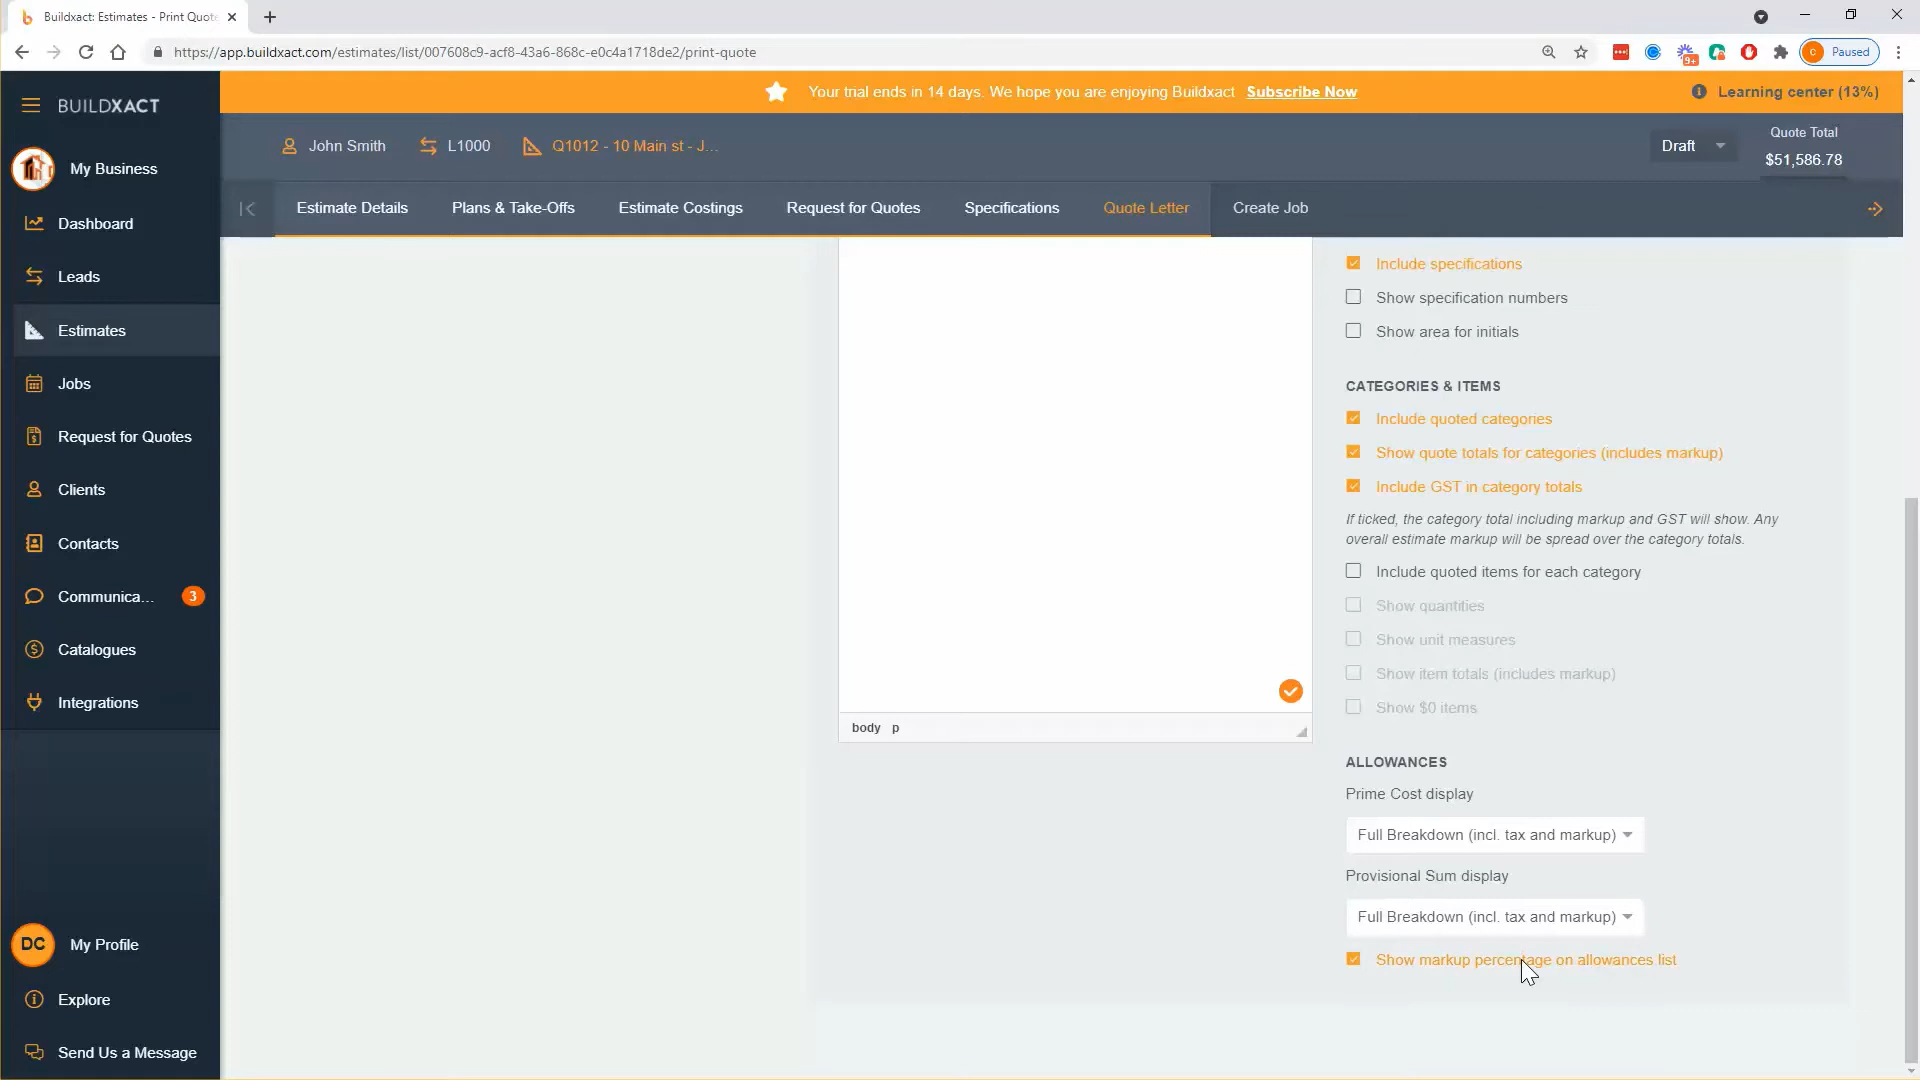 Buildxact: Estimates - Print Quote
https://app.buildxact.com/estimates/list/007608c9-acf8-43a6-868c-e0c4a1718de2/print-quote
9+
C
Paused
BUILDXACT
Your trial ends in 14 days. We hope you are enjoying Buildxact Subscribe Now
Learning center (13%)
John Smith
L1000
Q1012 - 10 Main st - J...
Draft
Quote Total
$51,586.78
My Business
Dashboard
Leads
Estimates
Jobs
Request for Quotes
Clients
Contacts
Communica...
3
Catalogues
Integrations
DC
My Profile
Explore
Send Us a Message
Estimate Details
Plans & Take-Offs
Estimate Costings
Request for Quotes
Specifications
Quote Letter
Create Job
body p
Include specifications
Show specification numbers
Show area for initials
CATEGORIES & ITEMS
Include quoted categories
Show quote totals for categories (includes markup)
Include GST in category totals
If ticked, the category total including markup and GST will show. Any
overall estimate markup will be spread over the category totals.
Include quoted items for each category
Show quantities
Show unit measures
Show item totals (includes markup)
Show $0 items
ALLOWANCES
Prime Cost display
Full Breakdown (incl. tax and markup)
Provisional Sum display
Full Breakdown (incl. tax and markup)
Show markup percentage on allowances list